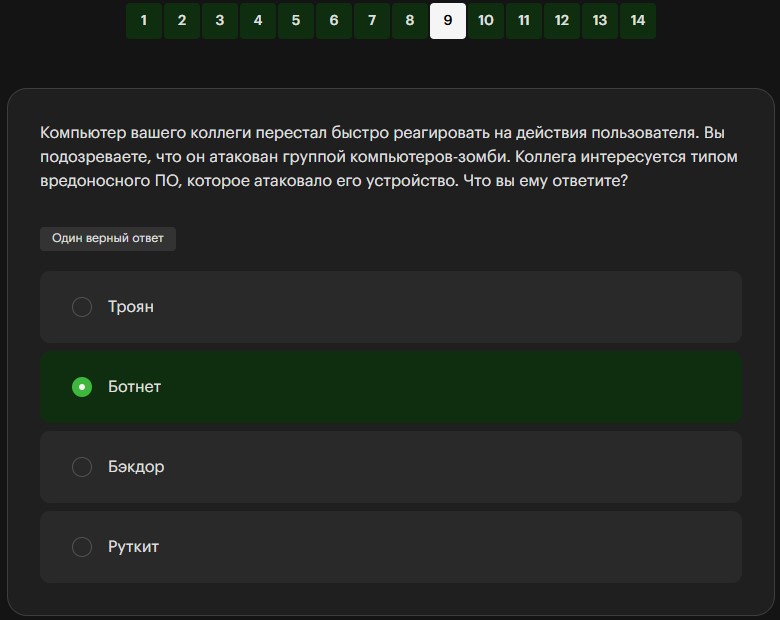 1 2 3 4 5 6 7 8 9 10 11 12 13 14
Компьютер вашего коллеги перестал быстро реагировать на действия пользователя. Вы
подозреваете, что он атакован группой компьютеров-зомби. Коллега интересуется типом
вредоносного ПО, которое атаковало его устройство. Что вы ему ответите?
Один верный ответ
Троян
Ботнет
Бэкдор
Руткит